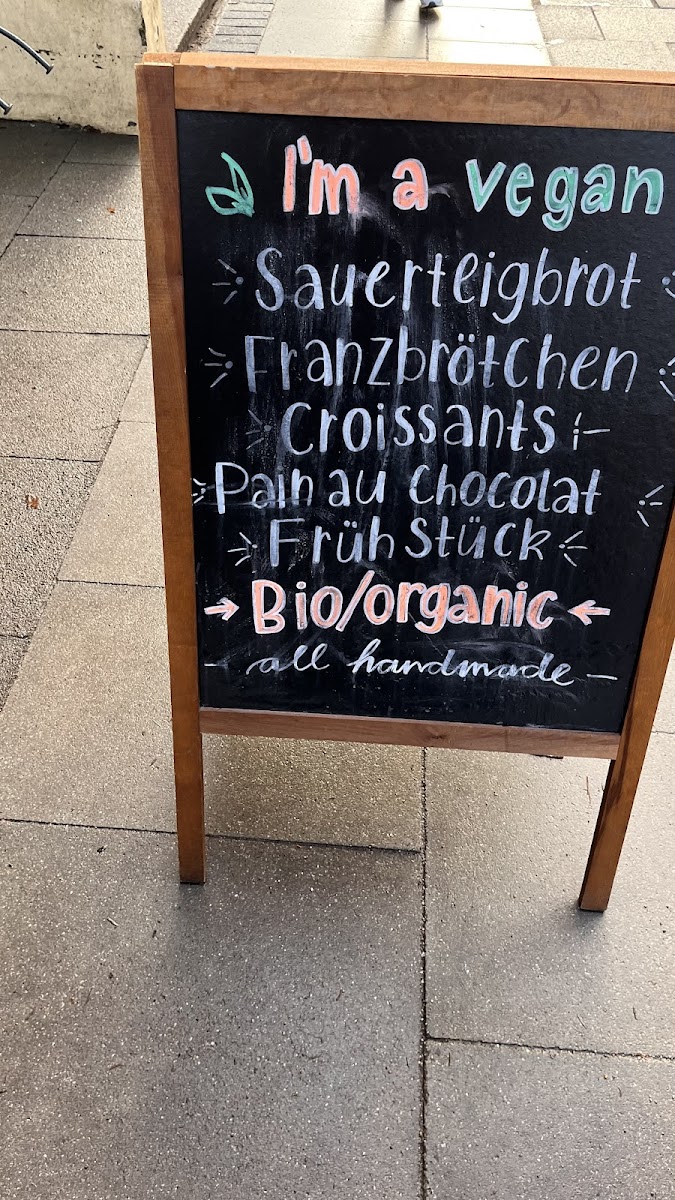 I'm a vegan
Sauerteigbrot
Franzbrötchen
Croissants
Pain au Chocolat
Frühstück
Bio/organic
- all handmade -